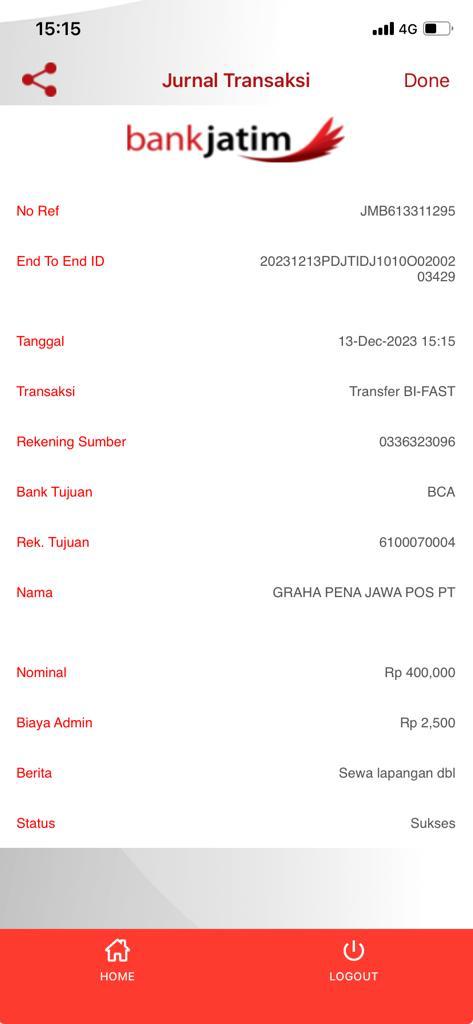 15:15
4G
Jurnal Transaksi
Done
bankjatim
No Ref JMB613311295
End To End ID 20231213PDJTIDJ1010O02002
03429
Tanggal 13-Dec-2023 15:15
Transaksi Transfer BI-FAST
Rekening Sumber 0336323096
Bank Tujuan BCA
Rek. Tujuan 6100070004
Nama GRAHA PENA JAWA POS PT
Nominal Rp 400,000
Biaya Admin Rp 2,500
Berita Sewa lapangan dbl
Status Sukses
HOME
LOGOUT